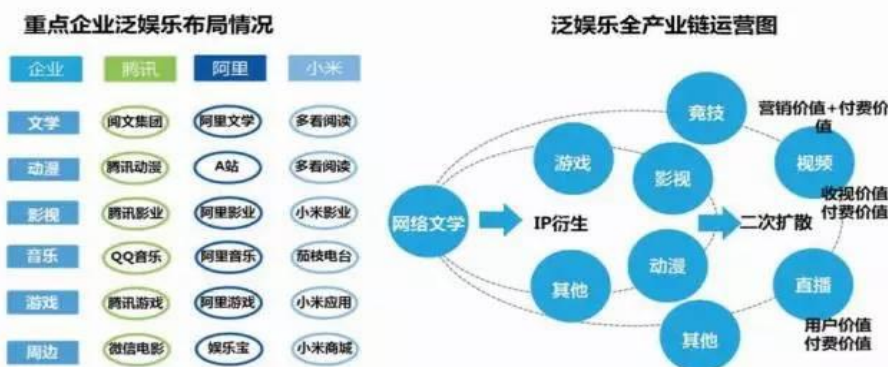 重点企业泛娱乐布局情况
企业 腾讯 阿里 小米
文学 阅文集团 阿里文学 多看阅读
动漫 腾讯动漫 A站 多看阅读
影视 腾讯影业 阿里影业 小米影业
音乐 QQ音乐 阿里音乐 茄枝电台
游戏 腾讯游戏 阿里游戏 小米应用
周边 微信电影 娱乐宝 小米商城
泛娱乐全产业链运营图
竞技
营销价值+付费价
值
游戏
影视
视频
收视价值
付费价值
网络文学
IP衍生
二次扩散
其他
动漫
直播
其他
用户价值
付费价值